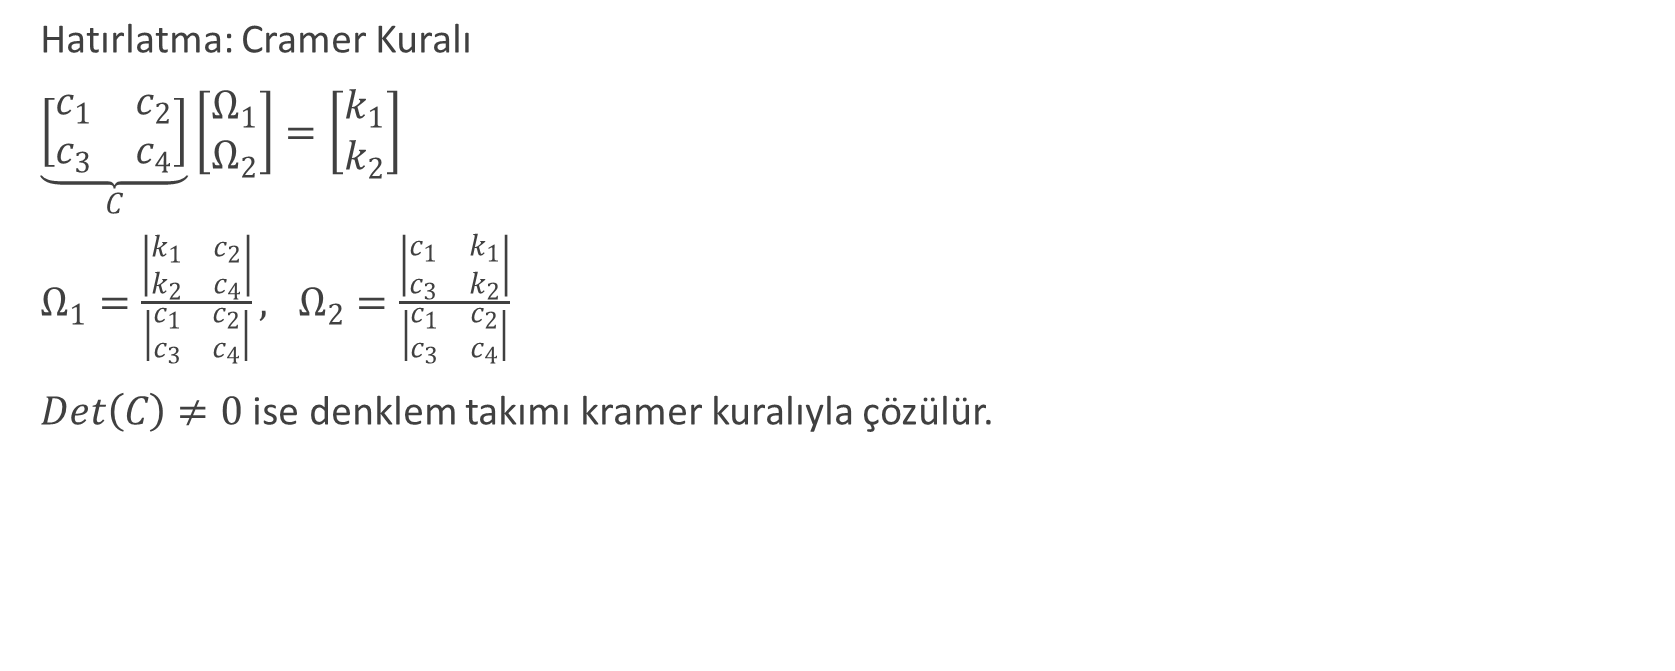 Hatırlatma: Cramer Kuralı
[c₁ c₂; c₃ c₄] [Ω₁; Ω₂] = [k₁; k₂]
C
Ω₁ = |k₁ c₂; k₂ c₄| / |c₁ c₂; c₃ c₄|, Ω₂ = |c₁ k₁; c₃ k₂| / |c₁ c₂; c₃ c₄|
Det(C) ≠ 0 ise denklem takımı kramer kuralıyla çözülür.